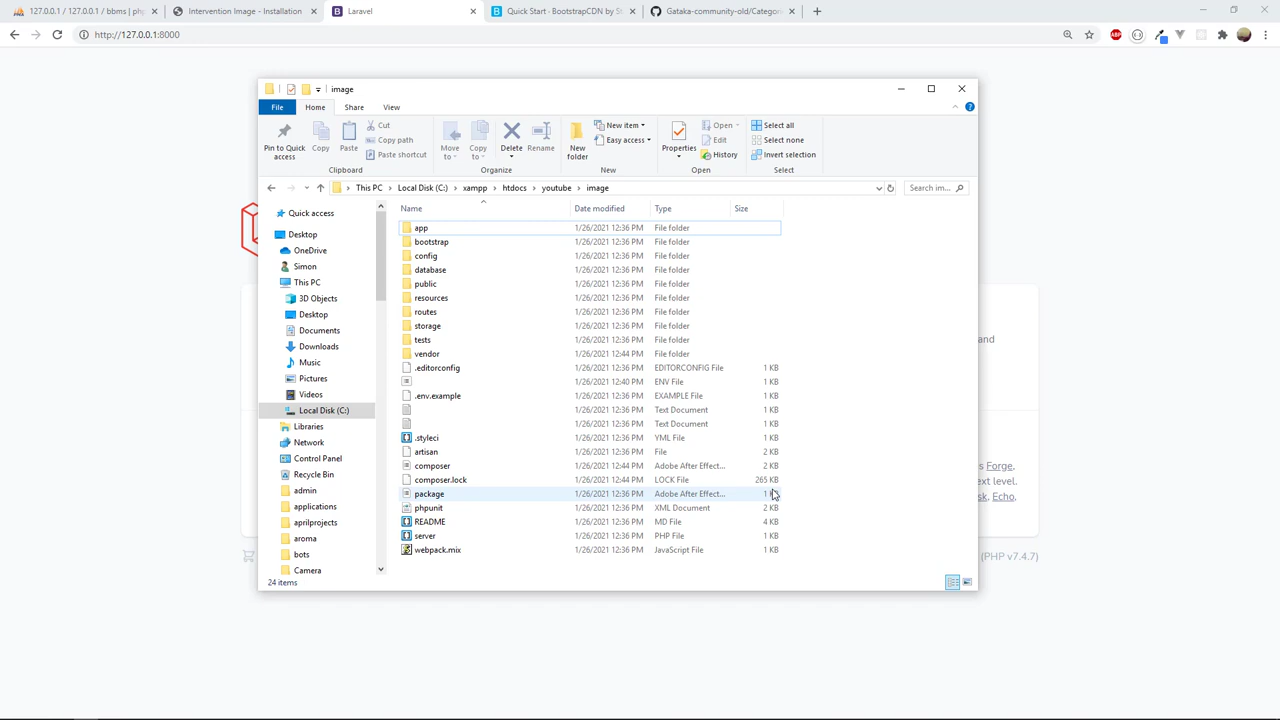 127.0.0.1 / 127.0.0.1 / bbms | ph
Intervention Image - Installation
Laravel
Quick Start · BootstrapCDN by St
Gataka-community-old/Categor
http://127.0.0.1:8000
ABP
image
File
Home
Share
View
Pin to Quick access
Copy
Paste
Cut
Copy path
Paste shortcut
Clipboard
Move to
Copy to
Delete
Rename
Organize
New folder
New item
Easy access
New
Properties
Open
Edit
History
Open
Select all
Select none
Invert selection
Select
This PC
Local Disk (C:)
xampp
htdocs
youtube
image
Search im...
Quick access
Desktop
OneDrive
Simon
This PC
3D Objects
Desktop
Documents
Downloads
Music
Pictures
Videos
Local Disk (C:)
Libraries
Network
Control Panel
Recycle Bin
admin
applications
aprilprojects
aroma
bots
Camera
Name Date modified Type Size
app 1/26/2021 12:36 PM File folder
bootstrap 1/26/2021 12:36 PM File folder
config 1/26/2021 12:36 PM File folder
database 1/26/2021 12:36 PM File folder
public 1/26/2021 12:36 PM File folder
resources 1/26/2021 12:36 PM File folder
routes 1/26/2021 12:36 PM File folder
storage 1/26/2021 12:36 PM File folder
tests 1/26/2021 12:36 PM File folder
vendor 1/26/2021 12:44 PM File folder
.editorconfig 1/26/2021 12:36 PM EDITORCONFIG File 1 KB
1/26/2021 12:40 PM ENV File 1 KB
.env.example 1/26/2021 12:36 PM EXAMPLE File 1 KB
1/26/2021 12:36 PM Text Document 1 KB
1/26/2021 12:36 PM Text Document 1 KB
.styleci 1/26/2021 12:36 PM YML File 1 KB
artisan 1/26/2021 12:36 PM File 2 KB
composer 1/26/2021 12:44 PM Adobe After Effect... 2 KB
composer.lock 1/26/2021 12:44 PM LOCK File 265 KB
package 1/26/2021 12:36 PM Adobe After Effect... 1
phpunit 1/26/2021 12:36 PM XML Document 2 KB
README 1/26/2021 12:36 PM MD File 4 KB
server 1/26/2021 12:36 PM PHP File 1 KB
webpack.mix 1/26/2021 12:36 PM JavaScript File 1 KB
24 items
and
s Forge,
ext level.
sk, Echo,
(PHP v7.4.7)